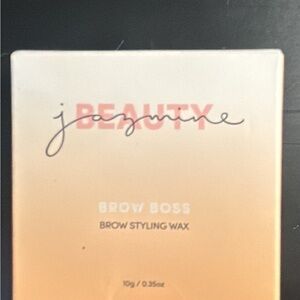 jazmine
BEAUTY
BROW BOSS
BROW STYLING WAX
10g / 0.35oz